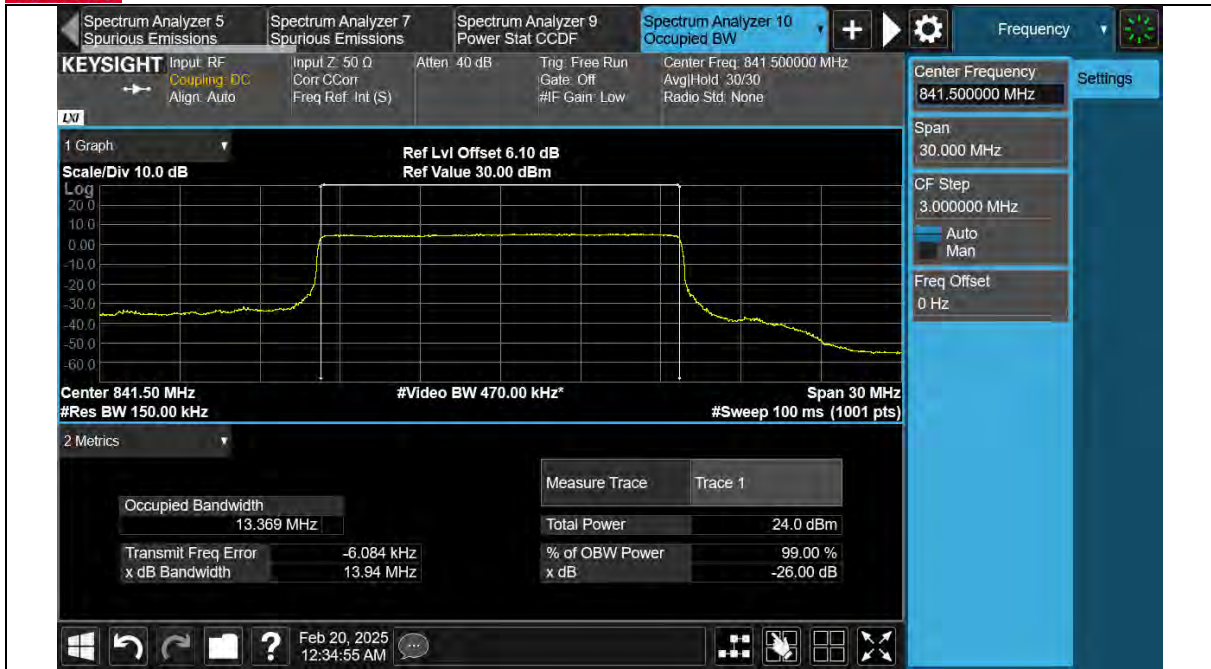 Spectrum Analyzer 5
Spurious Emissions
Spectrum Analyzer 7
Spurious Emissions
Spectrum Analyzer 9
Power Stat CCDF
Spectrum Analyzer 10
Occupied BW
Frequency
KEYSIGHT
Input: RF
Coupling: DC
Align: Auto
Input Z: 50 Ω
Corr CCorr
Freq Ref: Int (S)
Atten: 40 dB
Trig: Free Run
Gate: Off
#IF Gain: Low
Center Freq: 841.500000 MHz
Avg|Hold: 30/30
Radio Std: None
LXI
Center Frequency
841.500000 MHz
Settings
Span
30.000 MHz
CF Step
3.000000 MHz
Auto
Man
Freq Offset
0 Hz
1 Graph
Scale/Div 10.0 dB
Ref Lvl Offset 6.10 dB
Ref Value 30.00 dBm
Log
20.0
10.0
0.00
-10.0
-20.0
-30.0
-40.0
-50.0
-60.0
Center 841.50 MHz
#Video BW 470.00 kHz*
Span 30 MHz
#Res BW 150.00 kHz
#Sweep 100 ms (1001 pts)
2 Metrics
Measure Trace Trace 1
Occupied Bandwidth
13.369 MHz
Total Power 24.0 dBm
Transmit Freq Error -6.084 kHz
% of OBW Power 99.00 %
x dB Bandwidth 13.94 MHz
x dB -26.00 dB
Feb 20, 2025
12:34:55 AM